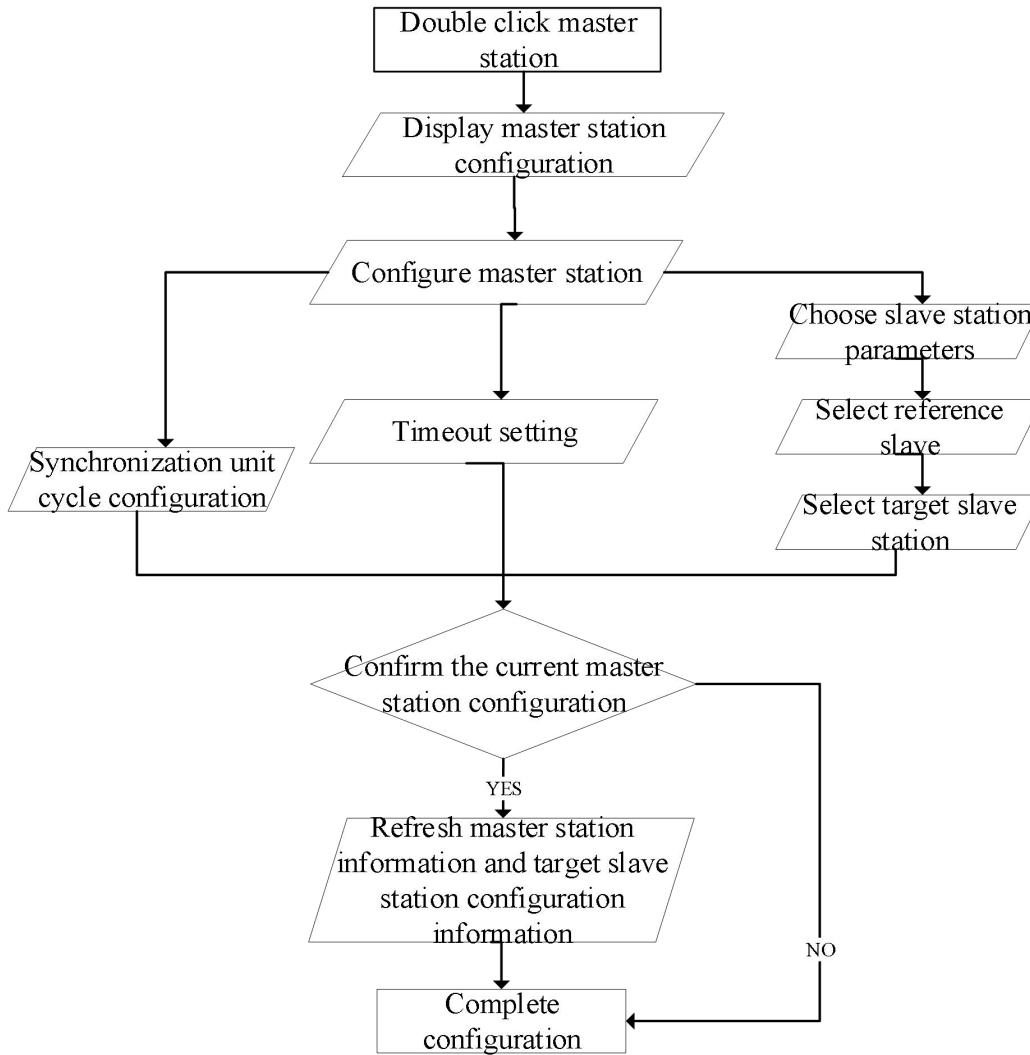 Double click master
station
Display master station
configuration
Configure master station
Choose slave station
parameters
Timeout setting
Select reference
slave
Synchronization unit
cycle configuration
Select target slave
station
Confirm the current master
station configuration
YES
Refresh master station
information and target slave
station configuration
information
NO
Complete
configuration